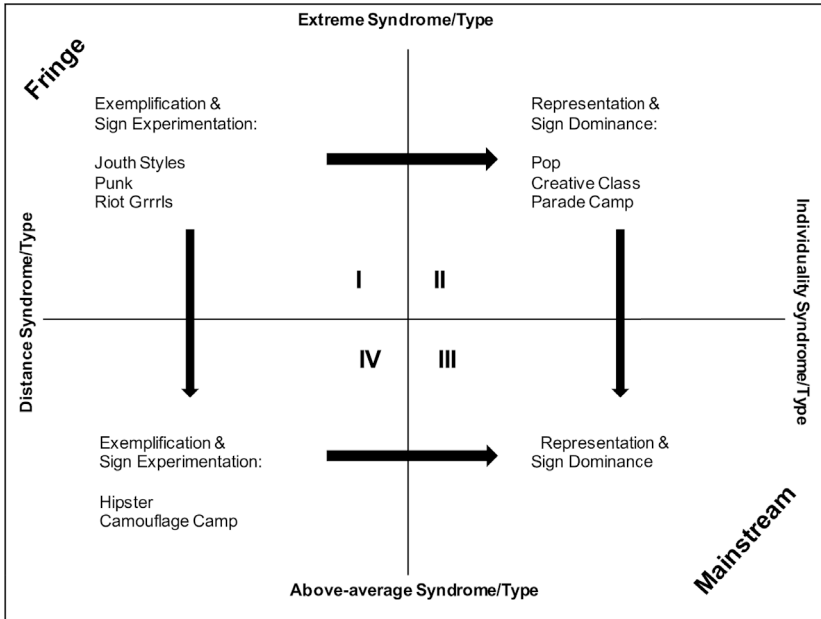 Extreme Syndrome/Type
Fringe
Exemplification &
Sign Experimentation:
Jouth Styles
Punk
Riot Grrrls
Representation &
Sign Dominance:
Pop
Creative Class
Parade Camp
Distance Syndrome/Type
Individuality Syndrome/Type
I
II
IV
III
Exemplification &
Sign Experimentation:
Hipster
Camouflage Camp
Representation &
Sign Dominance
Mainstream
Above-average Syndrome/Type